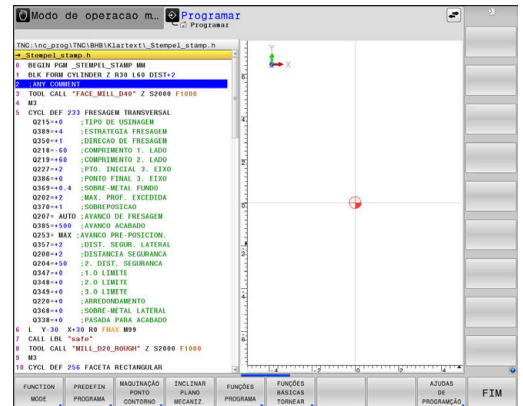 Modo de operacao m...
Programar
Programar
TNC:\nc_prog\TNC\BHB\Klartext\_Stempel_stamp.h
→_Stempel_stamp.h
0 BEGIN PGM _STEMPEL_STAMP MM
1 BLK FORM CYLINDER Z R30 L60 DIST+2
2 ;ANY COMMENT
3 TOOL CALL "FACE_MILL_D40" Z S2000 F1000
4 M3
5 CYCL DEF 233 FRESAGEM TRANSVERSAL
Q215=+0 ;TIPO DE USINAGEM
Q389=+4 ;ESTRATEGIA FRESAGEM
Q350=+1 ;DIRECAO DE FRESAGEM
Q218=-60 ;COMPRIMENTO 1. LADO
Q219=+60 ;COMPRIMENTO 2. LADO
Q227=+2 ;PTO. INICIAL 3. EIXO
Q386=+0 ;PONTO FINAL 3. EIXO
Q369=+0.4 ;SOBRE-METAL FUNDO
Q202=+2 ;MAX. PROF. EXCEDIDA
Q370=+1 ;SOBREPOSICAO
Q207= AUTO ;AVANCO DE FRESAGEM
Q385=+500 ;AVANCO ACABADO
Q253= MAX ;AVANCO PRE-POSICION.
Q357=+2 ;DIST. SEGUR. LATERAL
Q200=+2 ;DISTANCIA SEGURANCA
Q204=+50 ;2. DIST. SEGURANCA
Q347=+0 ;1.O LIMITE
Q348=+0 ;2.O LIMITE
Q349=+0 ;3.O LIMITE
Q220=+0 ;ARREDONDAMENTO
Q368=+0 ;SOBRE-METAL LATERAL
Q338=+0 ;PASADA PARA ACABADO
6 L Y-30 X+30 R0 FMAX M99
7 CALL LBL "safe"
8 TOOL CALL "MILL_D20_ROUGH" Z S2000 F1000
9 M3
10 CYCL DEF 256 FACETA RECTANGULAR
Y
X
FUNCTION
MODE
PREDEFIN
PROGRAMA
MAQUINAÇÃO
PONTO
CONTORNO
INCLINAR
PLANO
MECANIZ.
FUNÇÕES
PROGRAMA
FUNÇÕES
BÁSICAS
TORNEAR
AJUDAS
DE
PROGRAMÇÃO
FIM